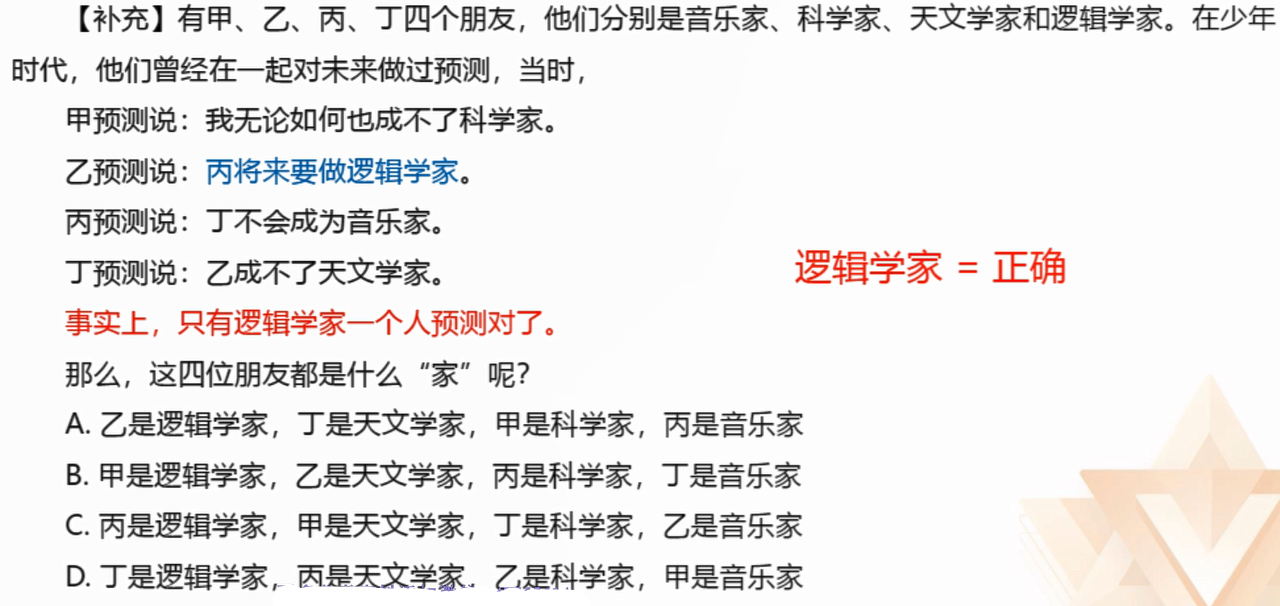 【补充】有甲、乙、丙、丁四个朋友，他们分别是音乐家、科学家、天文学家和逻辑学家。在少年
时代，他们曾经在一起对未来做过预测，当时，
甲预测说：我无论如何也成不了科学家。
乙预测说：丙将来要做逻辑学家。
丙预测说：丁不会成为音乐家。
丁预测说：乙成不了天文学家。
逻辑学家 = 正确
事实上，只有逻辑学家一个人预测对了。
那么，这四位朋友都是什么“家”呢？
A. 乙是逻辑学家，丁是天文学家，甲是科学家，丙是音乐家
B. 甲是逻辑学家，乙是天文学家，丙是科学家，丁是音乐家
C. 丙是逻辑学家，甲是天文学家，丁是科学家，乙是音乐家
D. 丁是逻辑学家，丙是天文学家，乙是科学家，甲是音乐家